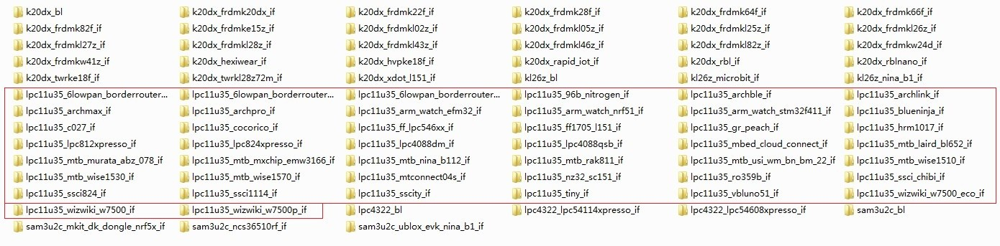 k20dx_bl k20dx_frdmk20dx_if k20dx_frdmk22f_if k20dx_frdmk28f_if k20dx_frdmk64f_if k20dx_frdmk66f_if
k20dx_frdmk82f_if k20dx_frdmke15z_if k20dx_frdmkl02z_if k20dx_frdmkl05z_if k20dx_frdmkl25z_if k20dx_frdmkl26z_if
k20dx_frdmkl27z_if k20dx_frdmkl28z_if k20dx_frdmkl43z_if k20dx_frdmkl46z_if k20dx_frdmkl82z_if k20dx_frdmkw24d_if
k20dx_frdmkw41z_if k20dx_hexiwear_if k20dx_hvpke18f_if k20dx_rapid_iot_if k20dx_rbl_if k20dx_rblnano_if
k20dx_twrke18f_if k20dx_twrkl28z72m_if k20dx_xdot_l151_if kl26z_bl kl26z_microbit_if kl26z_nina_b1_if
lpc11u35_6lowpan_borderrouter... lpc11u35_6lowpan_borderrouter... lpc11u35_6lowpan_borderrouter... lpc11u35_96b_nitrogen_if lpc11u35_archble_if lpc11u35_archlink_if
lpc11u35_archmax_if lpc11u35_archpro_if lpc11u35_arm_watch_efm32_if lpc11u35_arm_watch_nrf51_if lpc11u35_arm_watch_stm32f411_if lpc11u35_blueninja_if
lpc11u35_c027_if lpc11u35_cocorico_if lpc11u35_ff_lpc546xx_if lpc11u35_ff1705_l151_if lpc11u35_gr_peach_if lpc11u35_hrm1017_if
lpc11u35_lpc812xpresso_if lpc11u35_lpc824xpresso_if lpc11u35_lpc4088dm_if lpc11u35_lpc4088qsb_if lpc11u35_mbed_cloud_connect_if lpc11u35_mtb_laird_bl652_if
lpc11u35_mtb_murata_abz_078_if lpc11u35_mtb_mxchip_emw3166_if lpc11u35_mtb_nina_b112_if lpc11u35_mtb_rak811_if lpc11u35_mtb_usi_wm_bn_bm_22_if lpc11u35_mtb_wise1510_if
lpc11u35_mtb_wise1530_if lpc11u35_mtb_wise1570_if lpc11u35_mtconnect04s_if lpc11u35_nz32_sc151_if lpc11u35_ro359b_if lpc11u35_ssci_chibi_if
lpc11u35_ssci824_if lpc11u35_ssci1114_if lpc11u35_sscity_if lpc11u35_tiny_if lpc11u35_vbluno51_if lpc11u35_wizwiki_w7500_eco_if
lpc11u35_wizwiki_w7500_if lpc11u35_wizwiki_w7500p_if lpc4322_bl lpc4322_lpc54114xpresso_if lpc4322_lpc54608xpresso_if sam3u2c_bl
sam3u2c_mkit_dk_dongle_nrf5x_if sam3u2c_ncs36510rf_if sam3u2c_ublox_evk_nina_b1_if